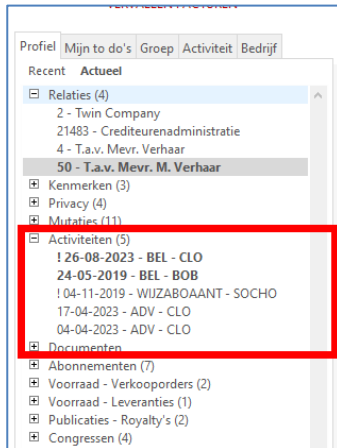 VERVALLEN FACTUREN
Profiel Mijn to do's Groep Activiteit Bedrijf
Recent Actueel
Relaties (4)
2 - Twin Company
21483 - Crediteurenadministratie
4 - T.a.v. Mevr. Verhaar
50 - T.a.v. Mevr. M. Verhaar
Kenmerken (3)
Privacy (4)
Mutaties (11)
Activiteiten (5)
! 26-08-2023 - BEL - CLO
24-05-2019 - BEL - BOB
! 04-11-2019 - WIJZABOAANT - SOCHO
17-04-2023 - ADV - CLO
04-04-2023 - ADV - CLO
Documenten
Abonnementen (7)
Voorraad - Verkooporders (2)
Voorraad - Leveranties (1)
Publicaties - Royalty's (2)
Congressen (4)